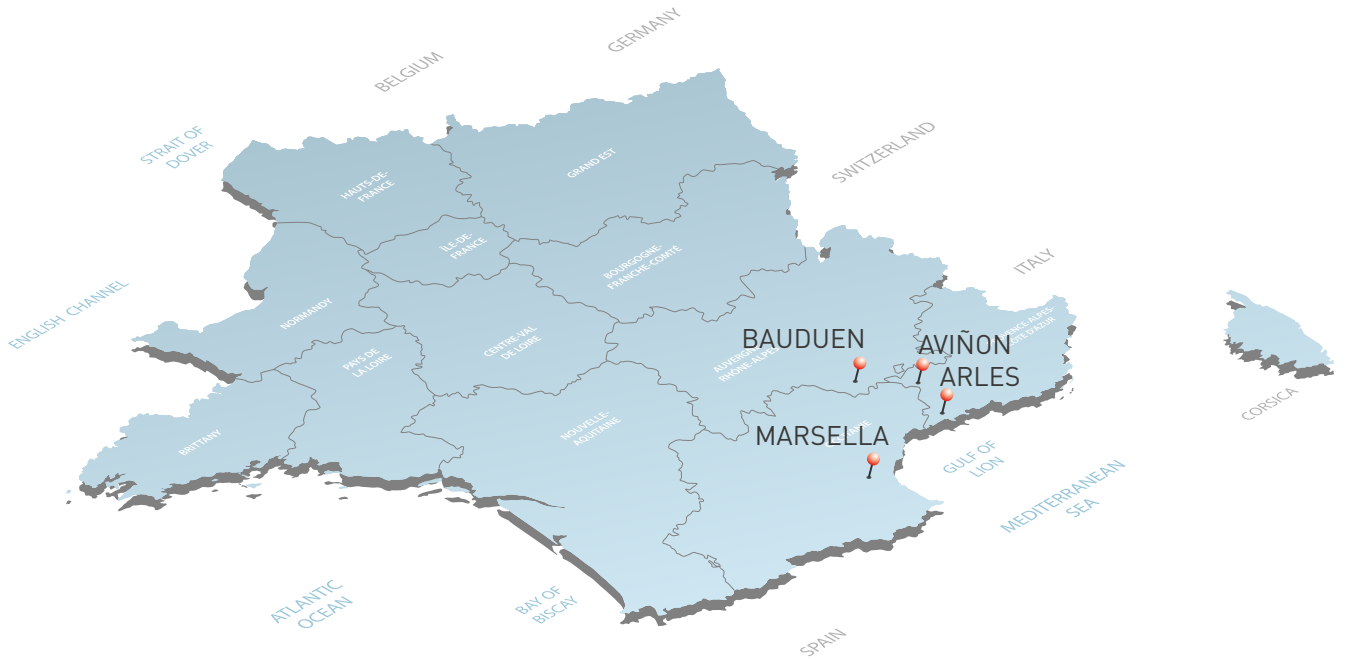 GERMANY
BELGIUM
STRAIT OF
DOVER
SWITZERLAND
GRAND EST
HAUTS-DE-
FRANCE
ÎLE-DE-
FRANCE
BOURGOGNE-
FRANCHE-COMTE
ITALY
ENGLISH CHANNEL
NORMANDY
CENTRE-VAL
DE LOIRE
PAYS DE
LA LOIRE
BAUDUEN
AVIÑON
ARLES
AUVERGNE-
RHÔNE-ALPES
CORSICA
NOUVELLE-
AQUITAINE
BRITTANY
MARSELLA
GULF OF
LION
MEDITERRANEAN
SEA
ATLANTIC
OCEAN
BAY OF
BISCAY
SPAIN